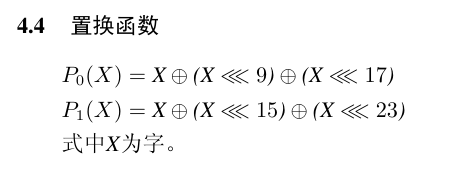 4.4 置换函数
P₀(X) = X ⊕ (X ⋘ 9) ⊕ (X ⋘ 17)
P₁(X) = X ⊕ (X ⋘ 15) ⊕ (X ⋘ 23)
式中X为字。